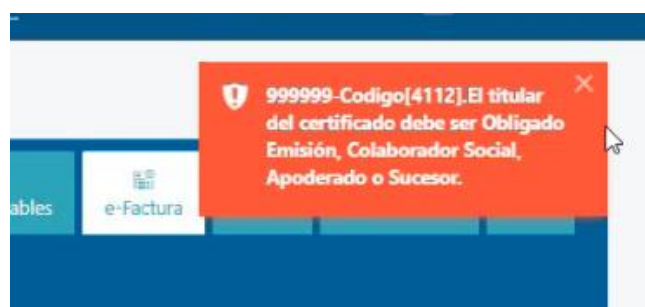 999999-Codigo[4112].El titular
del certificado debe ser Obligado
Emisión, Colaborador Social,
Apoderado o Sucesor.
ables
e-Factura